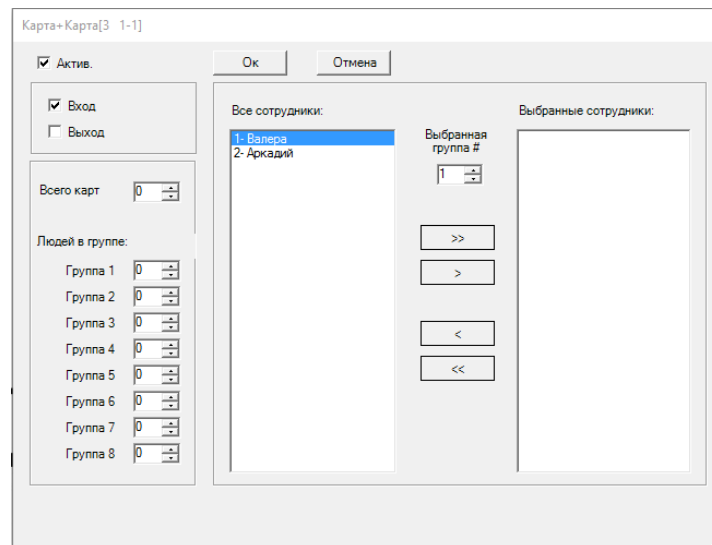 Карта+Карта[3 1-1]
Актив.
Ок
Отмена
Вход
Выход
Всего карт 0
Людей в группе:
Группа 1 0
Группа 2 0
Группа 3 0
Группа 4 0
Группа 5 0
Группа 6 0
Группа 7 0
Группа 8 0
Все сотрудники:
1- Валера
2- Аркадий
Выбранная
группа #
1
>>
>
<
<<
Выбранные сотрудники: